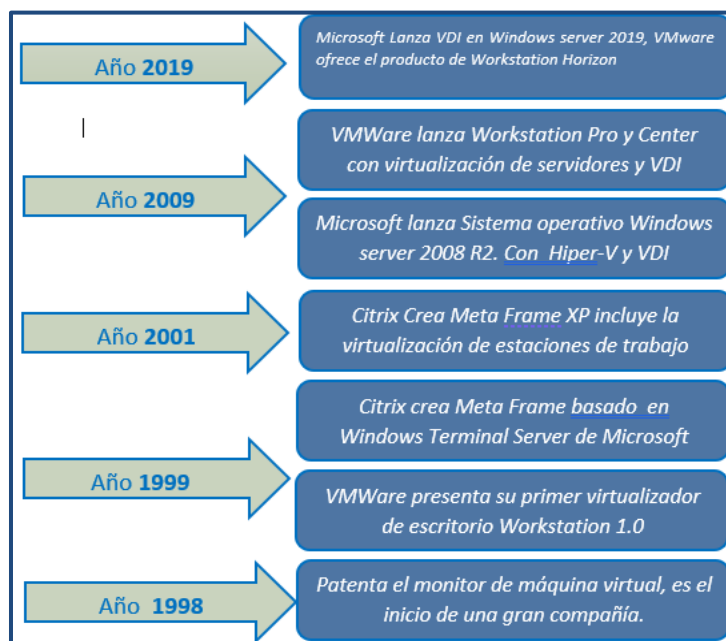 Año 2019
Microsoft Lanza VDI en Windows server 2019, VMware
ofrece el producto de Workstation Horizon
Año 2009
VMWare lanza Workstation Pro y Center
con virtualización de servidores y VDI
Microsoft lanza Sistema operativo Windows
server 2008 R2. Con Hiper-V y VDI
Año 2001
Citrix Crea Meta Frame XP incluye la
virtualización de estaciones de trabajo
Año 1999
Citrix crea Meta Frame basado en
Windows Terminal Server de Microsoft
VMWare presenta su primer virtualizador
de escritorio Workstation 1.0
Año 1998
Patenta el monitor de máquina virtual, es el
inicio de una gran compañía.